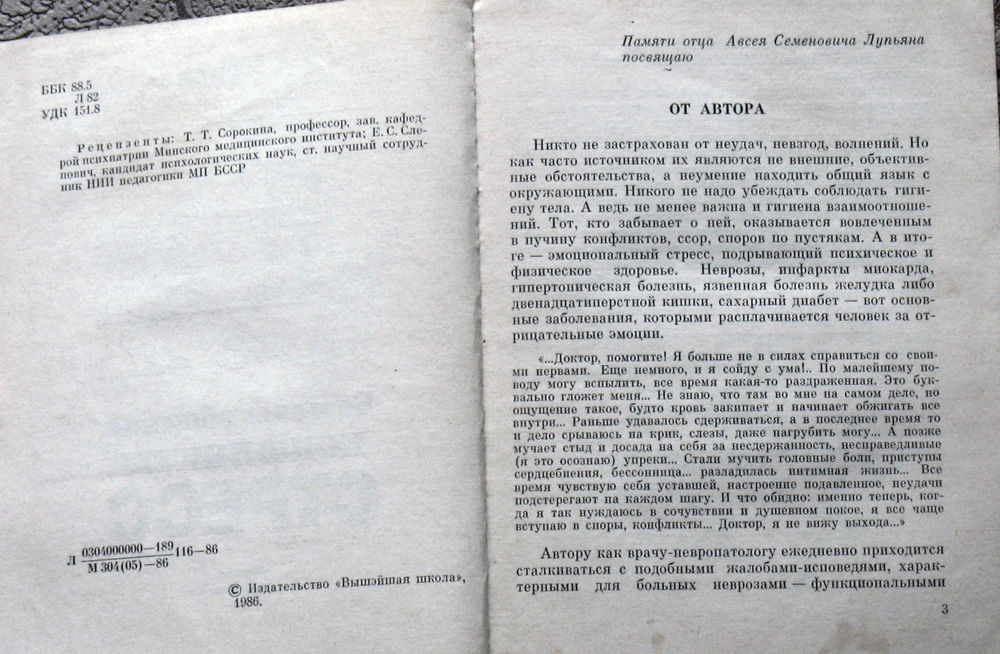 ББК 88.5
Л 82
УДК 151.8
Рецензенты: Т. Т. Сорокина, профессор, зав. кафед-
рой психиатрии Минского медицинского института; Е. С. Сле-
пович, кандидат психологических наук, ст. научный сотруд-
ник НИИ педагогики МП БССР
Л 0304000000—189 116—86
М 304(05)—86
© Издательство «Вышэйшая школа»,
1986.
Памяти отца Авсея Семеновича Лупьяна
посвящаю
ОТ АВТОРА
Никто не застрахован от неудач, невзгод, волнений. Но
как часто источником их являются не внешние, объектив-
ные обстоятельства, а неумение находить общий язык с
окружающими. Никого не надо убеждать соблюдать гиги-
ену тела. А ведь не менее важна и гигиена взаимоотноше-
ний. Тот, кто забывает о ней, оказывается вовлеченным
в пучину конфликтов, ссор, споров по пустякам. А в ито-
ге — эмоциональный стресс, подрывающий психическое и
физическое здоровье. Неврозы, инфаркты миокарда,
гипертоническая болезнь, язвенная болезнь желудка либо
двенадцатиперстной кишки, сахарный диабет — вот основ-
ные заболевания, которыми расплачивается человек за от-
рицательные эмоции.
«...Доктор, помогите! Я больше не в силах справиться со свои-
ми нервами. Еще немного, и я сойду с ума!.. По малейшему по-
воду могу вспылить, все время какая-то раздраженная. Это бук-
вально гложет меня... Не знаю, что там во мне на самом деле, но
ощущение такое, будто кровь закипает и начинает обжигать все
внутри... Раньше удавалось сдерживаться, а в последнее время то
и дело срываюсь на крик, слезы, даже нагрубить могу... А позже
мучает стыд и досада на себя за несдержанность, несправедливые
(я это осознаю) упреки... Стали мучить головные боли, приступы
сердцебиения, бессонница... разладилась интимная жизнь... Все
время чувствую себя уставшей, настроение подавленное, неудачи
подстерегают на каждом шагу. И что обидно: именно теперь, ког-
да я так нуждаюсь в сочувствии и душевном покое, я все чаще
вступаю в споры, конфликты... Доктор, я не вижу выхода...»
Автору как врачу-невропатологу ежедневно приходится
сталкиваться с подобными жалобами-исповедями, харак-
терными для больных неврозами — функциональными
3